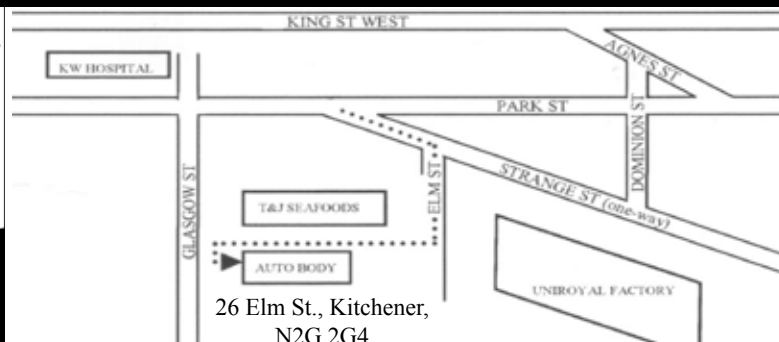 KING ST WEST
AGNES ST
KW HOSPITAL
PARK ST
DOMINION ST
GLASGOW ST
ELM ST
STRANGE ST (one-way)
T&J SEAFOODS
AUTO BODY
UNIROYAL FACTORY
26 Elm St., Kitchener,
N2G 2G4